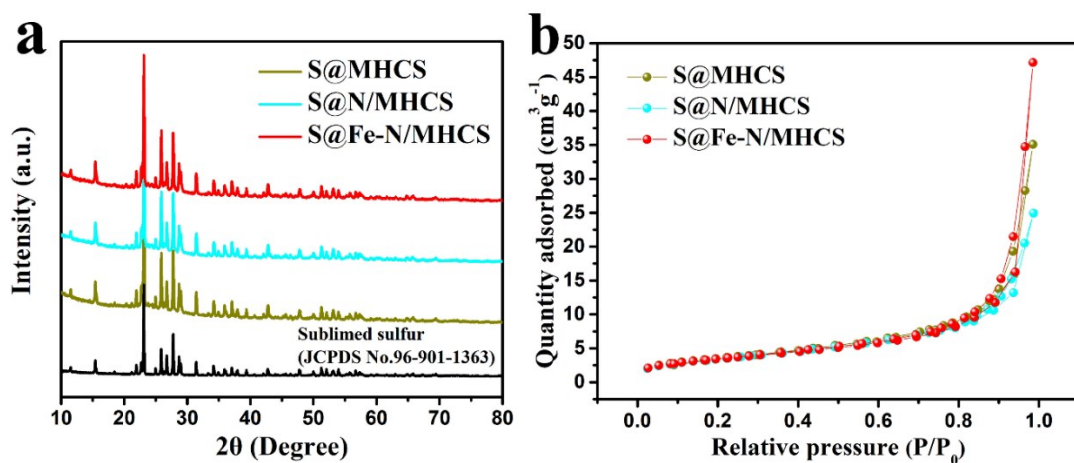 a
S@MHCS
S@N/MHCS
S@Fe-N/MHCS
Intensity (a.u.)
Sublimed sulfur
(JCPDS No.96-901-1363)
10 20 30 40 50 60 70 80
2θ (Degree)
b
50
45
40
35
30
25
20
15
10
5
0
S@MHCS
S@N/MHCS
S@Fe-N/MHCS
Quantity adsorbed (cm³g⁻¹)
0.0 0.2 0.4 0.6 0.8 1.0
Relative pressure (P/P₀)